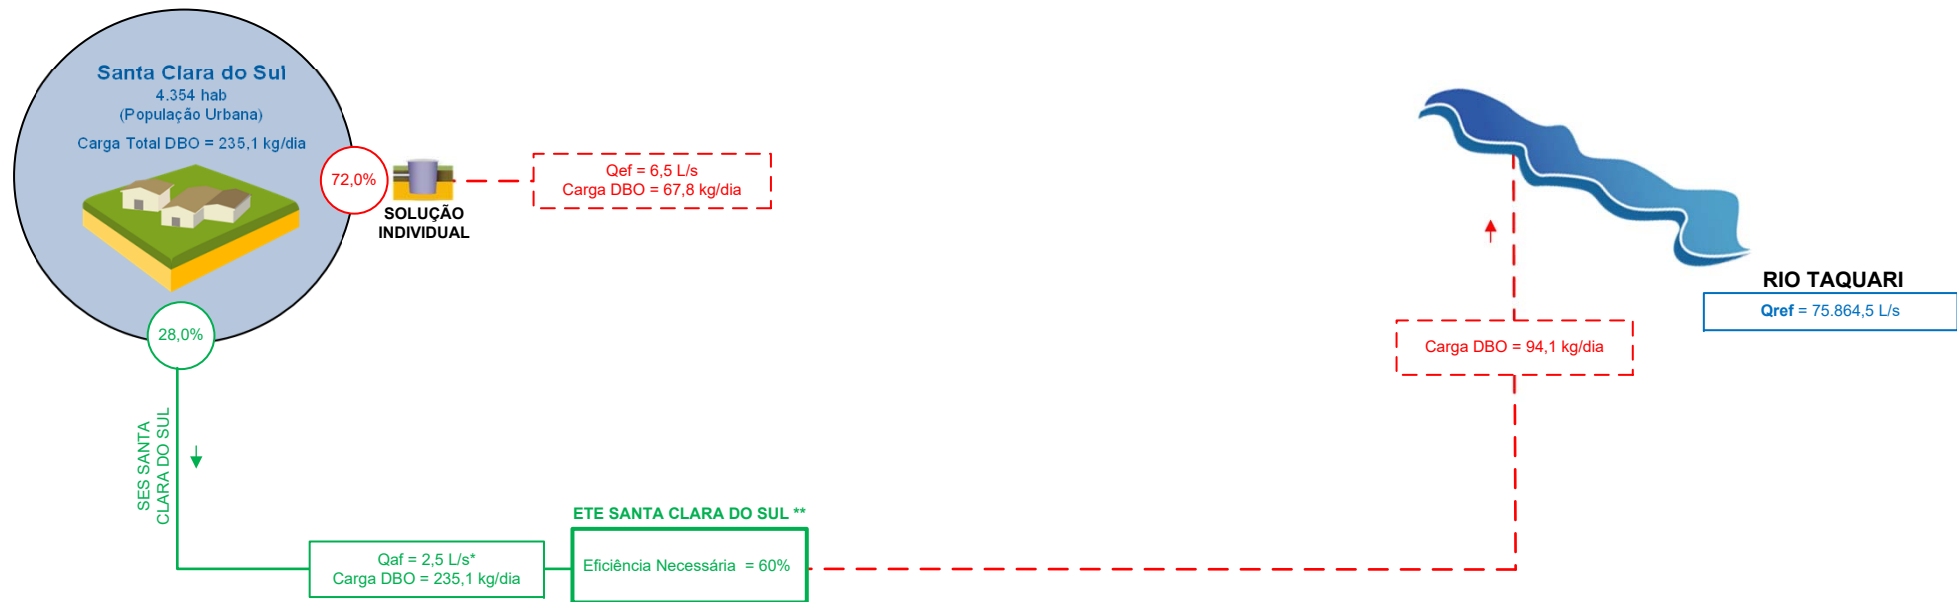 Santa Clara do Sul
4.354 hab
(População Urbana)
Carga Total DBO = 235,1 kg/dia
72,0%
SOLUÇÃO
INDIVIDUAL
Qef = 6,5 L/s
Carga DBO = 67,8 kg/dia
RIO TAQUARI
Qref = 75.864,5 L/s
28,0%
Carga DBO = 94,1 kg/dia
SES SANTA
CLARA DO SUL
ETE SANTA CLARA DO SUL **
Qaf = 2,5 L/s*
Carga DBO = 235,1 kg/dia
Eficiência Necessária = 60%